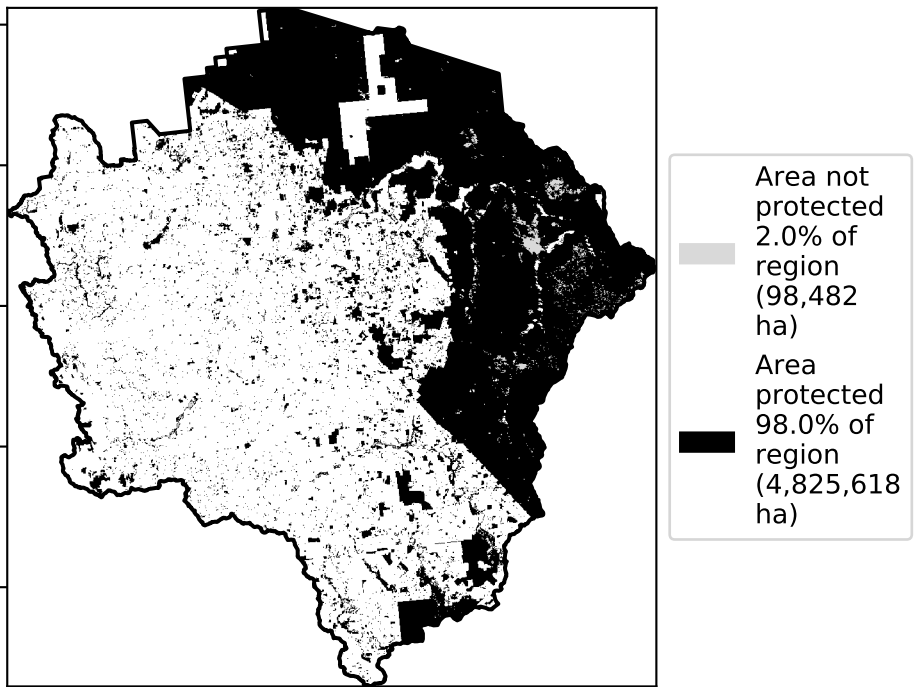 Area not
protected
2.0% of
region
(98,482
ha)
Area
protected
98.0% of
region
(4,825,618
ha)